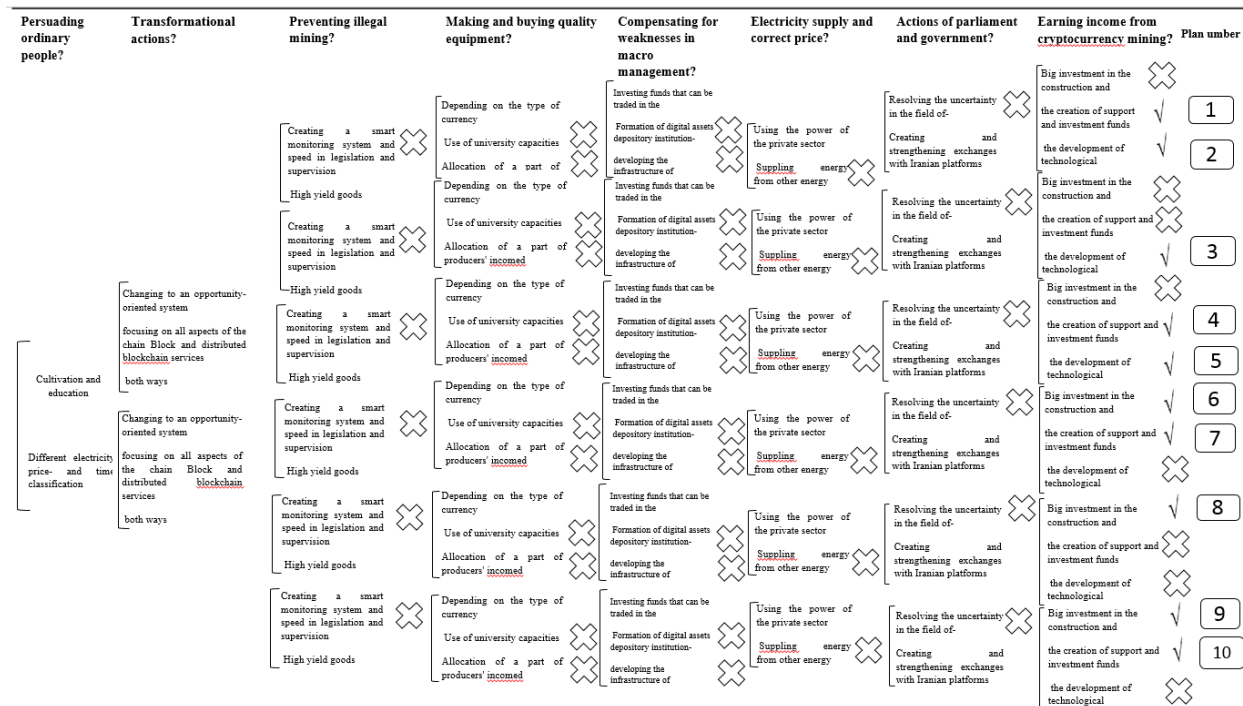 Persuading
ordinary
people?
Transformational
actions?
Preventing illegal
mining?
Making and buying quality
equipment?
Compensating for
weaknesses in
macro
management?
Electricity supply and
correct price?
Actions of parliament
and government?
Earning income from
cryptocurrency mining?
Plan umber
Cultivation and
education
Different electricity
price- and time
classification
Changing to an opportunity-
oriented system
focusing on all aspects of the
chain Block and distributed
blockchain services
both ways
Changing to an opportunity-
oriented system
focusing on all aspects of
the chain Block and
distributed blockchain
services
both ways
Creating a smart
monitoring system and
speed in legislation and
supervision
High yield goods
Creating a smart
monitoring system and
speed in legislation and
supervision
High yield goods
Creating a smart
monitoring system and
speed in legislation and
supervision
High yield goods
Creating a smart
monitoring system and
speed in legislation and
supervision
High yield goods
Creating a smart
monitoring system and
speed in legislation and
supervision
High yield goods
Creating a smart
monitoring system and
speed in legislation and
supervision
High yield goods
Depending on the type of
currency
Use of university capacities
Allocation of a part of
Depending on the type of
currency
Use of university capacities
Allocation of a part of
producers' incomed
Depending on the type of
currency
Use of university capacities
Allocation of a part of
producers' incomed
Depending on the type of
currency
Use of university capacities
Allocation of a part of
producers' incomed
Depending on the type of
currency
Use of university capacities
Allocation of a part of
producers' incomed
Depending on the type of
currency
Use of university capacities
Allocation of a part of
producers' incomed
Investing funds that can be
traded in the
Formation of digital assets
depository institution-
developing the
infrastructure of
Investing funds that can be
traded in the
Formation of digital assets
depository institution-
developing the
infrastructure of
Investing funds that can be
traded in the
Formation of digital assets
depository institution-
developing the
infrastructure of
Investing funds that can be
traded in the
Formation of digital assets
depository institution-
developing the
infrastructure of
Investing funds that can be
traded in the
Formation of digital assets
depository institution-
developing the
infrastructure of
Investing funds that can be
traded in the
Formation of digital assets
depository institution-
developing the
infrastructure of
Using the power of
the private sector
Suppling energy
from other energy
Using the power of
the private sector
Suppling energy
from other energy
Using the power of
the private sector
Suppling energy
from other energy
Using the power of
the private sector
Suppling energy
from other energy
Using the power of
the private sector
Suppling energy
from other energy
Using the power of
the private sector
Suppling energy
from other energy
Resolving the uncertainty
in the field of-
Creating and
strengthening exchanges
with Iranian platforms
Resolving the uncertainty
in the field of-
Creating and
strengthening exchanges
with Iranian platforms
Resolving the uncertainty
in the field of-
Creating and
strengthening exchanges
with Iranian platforms
Resolving the uncertainty
in the field of-
Creating and
strengthening exchanges
with Iranian platforms
Resolving the uncertainty
in the field of-
Creating and
strengthening exchanges
with Iranian platforms
Resolving the uncertainty
in the field of-
Creating and
strengthening exchanges
with Iranian platforms
Big investment in the
construction and
the creation of support
and investment funds √ 1
the development of
technological √ 2
Big investment in the
construction and
the creation of support and
investment funds
the development of
technological √ 3
Big investment in the
construction and
the creation of support and
investment funds √ 4
the development of
technological √ 5
Big investment in the
construction and √ 6
the creation of support and
investment funds √ 7
the development of
technological
Big investment in the
construction and √ 8
the creation of support and
investment funds
the development of
technological
Big investment in the
construction and √ 9
the creation of support and
investment funds √ 10
the development of
technological